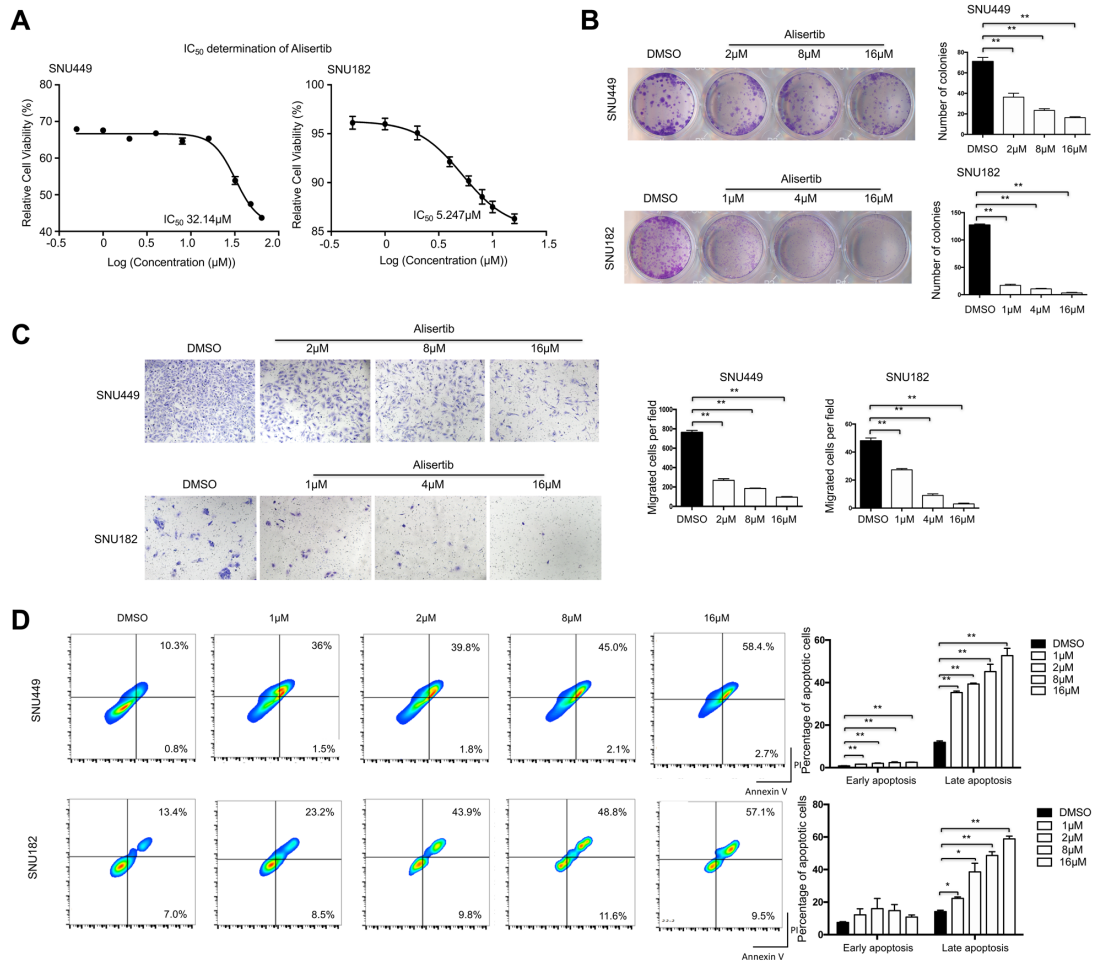 A
IC50 determination of Alisertib
SNU449
80
70
60
50
40
-0.5 0 0.5 1.0 1.5 2.0
Relative Cell Viability (%)
Log (Concentration (µM))
IC50 32.14µM
SNU182
100
95
90
85
-0.5 0 0.5 1.0 1.5
Relative Cell Viability (%)
Log (Concentration (µM))
IC50 5.247µM
B
Alisertib
DMSO 2µM 8µM 16µM
SNU449
Alisertib
DMSO 1µM 4µM 16µM
SNU182
SNU449
**
**
**
80
60
40
20
0
Number of colonies
DMSO 2µM 8µM 16µM
SNU182
**
**
**
150
100
50
0
Number of colonies
DMSO 1µM 4µM 16µM
C
Alisertib
DMSO 2µM 8µM 16µM
SNU449
Alisertib
DMSO 1µM 4µM 16µM
SNU182
SNU449
**
**
**
1000
800
600
400
200
0
Migrated cells per field
DMSO 2µM 8µM 16µM
SNU182
**
**
**
60
40
20
0
Migrated cells per field
DMSO 1µM 4µM 16µM
D
DMSO 1µM 2µM 8µM 16µM
SNU449
10.3% 36% 39.8% 45.0% 58.4.%
0.8% 1.5% 1.8% 2.1% 2.7%
PI
Annexin V
SNU182
13.4% 23.2% 43.9% 48.8% 57.1%
7.0% 8.5% 9.8% 11.6% 9.5%
PI
Annexin V
60
40
20
0
Percentage of apoptotic cells
**
**
**
**
**
**
**
Early apoptosis Late apoptosis
DMSO
1µM
2µM
8µM
16µM
80
60
40
20
0
Percentage of apoptotic cells
**
**
*
*
Early apoptosis Late apoptosis
DMSO
1µM
2µM
8µM
16µM